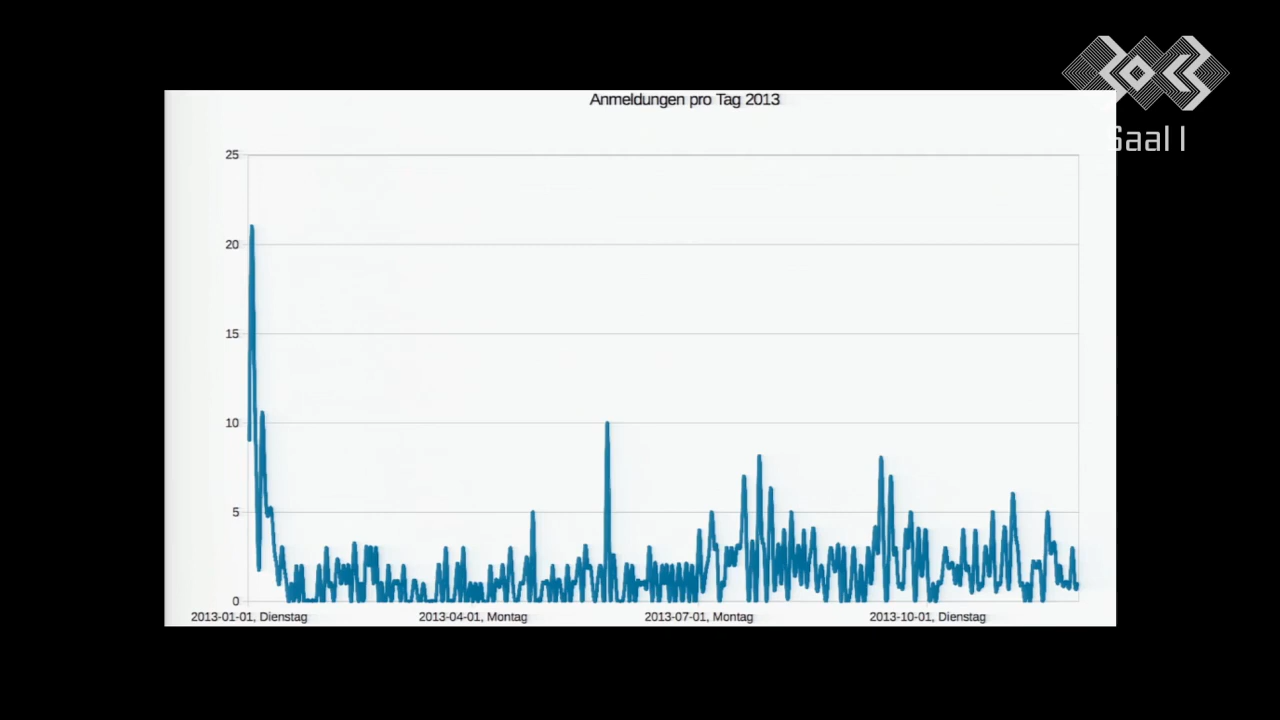 Anmeldungen pro Tag 2013
Saal 1
25
20
15
10
5
0
2013-01-01, Dienstag
2013-04-01, Montag
2013-07-01, Montag
2013-10-01, Dienstag